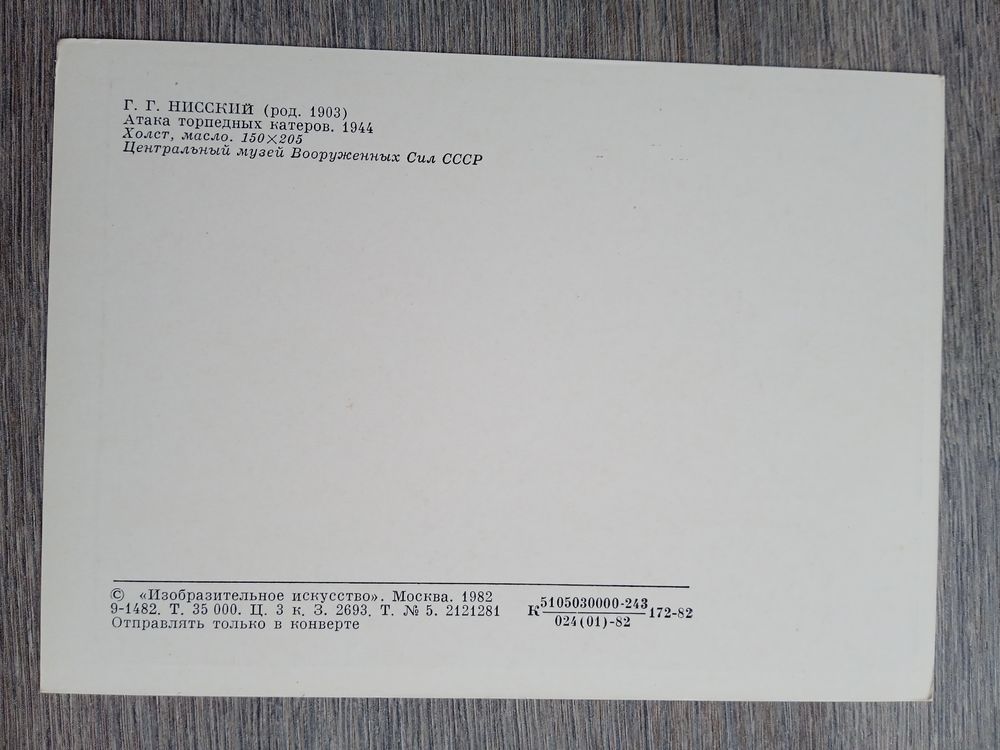 Г. Г. НИССКИЙ (род. 1903)
Атака торпедных катеров. 1944
Холст, масло. 150×205
Центральный музей Вооруженных Сил СССР
© «Изобразительное искусство». Москва. 1982
9-1482. Т. 35 000. Ц. 3 к. З. 2693. Т. № 5. 2121281
Отправлять только в конверте
К 5105030000-243 172-82
024(01)-82